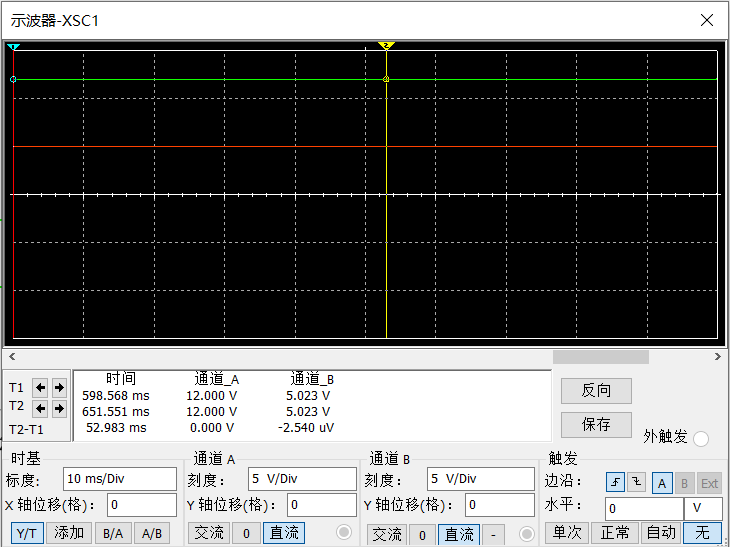 示波器-XSC1
1
2
时间 通道_A 通道_B
T1 598.568 ms 12.000 V 5.023 V
T2 651.551 ms 12.000 V 5.023 V
T2-T1 52.983 ms 0.000 V -2.540 uV
反向
保存
外触发
时基 通道 A 通道 B 触发
标度: 10 ms/Div 刻度: 5 V/Div 刻度: 5 V/Div 边沿: A B Ext
X 轴位移(格): 0 Y 轴位移(格): 0 Y 轴位移(格): 0 水平: 0 V
Y/T 添加 B/A A/B 交流 0 直流 交流 0 直流 - 单次 正常 自动 无